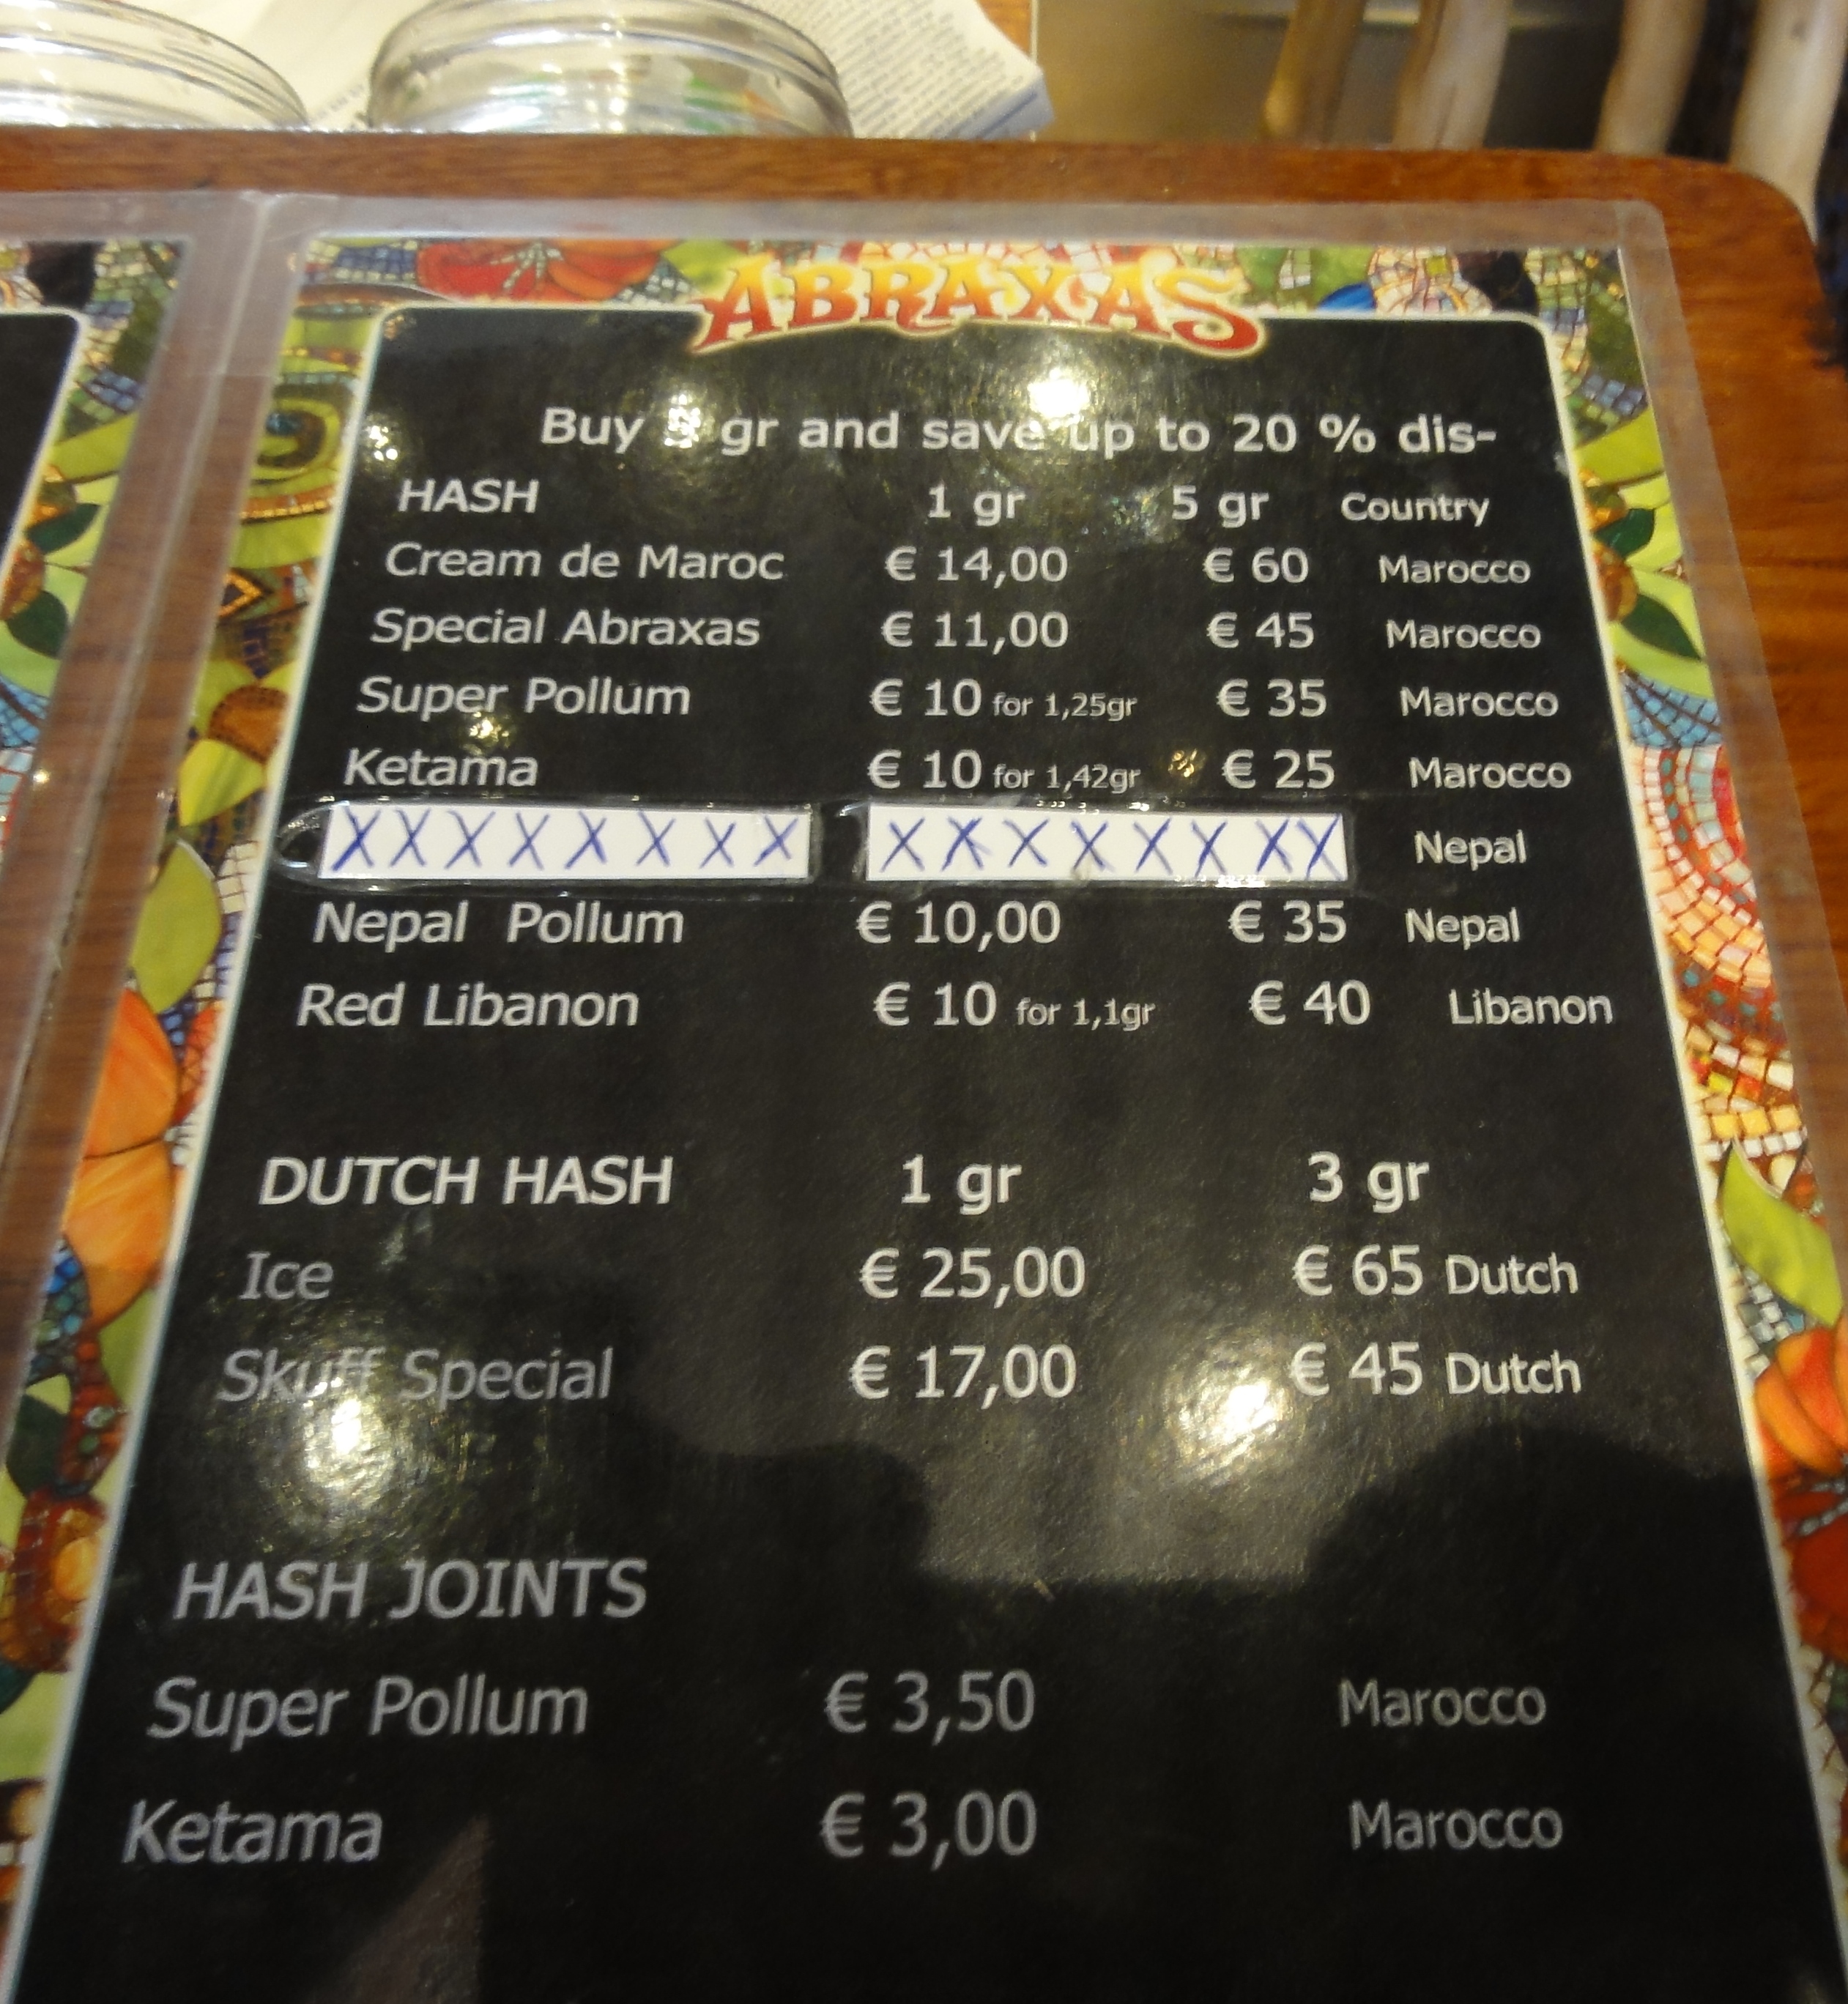 ABRAXAS
Buy 5 gr and save up to 20 % dis-
HASH 1 gr 5 gr Country
Cream de Maroc € 14,00 € 60 Marocco
Special Abraxas € 11,00 € 45 Marocco
Super Pollum € 10 for 1,25gr € 35 Marocco
Ketama € 10 for 1,42gr € 25 Marocco
XXXXXXXX XXXXXXXX Nepal
Nepal Pollum € 10,00 € 35 Nepal
Red Libanon € 10 for 1,1gr € 40 Libanon
DUTCH HASH 1 gr 3 gr
Ice € 25,00 € 65 Dutch
Skuff Special € 17,00 € 45 Dutch
HASH JOINTS
Super Pollum € 3,50 Marocco
Ketama € 3,00 Marocco